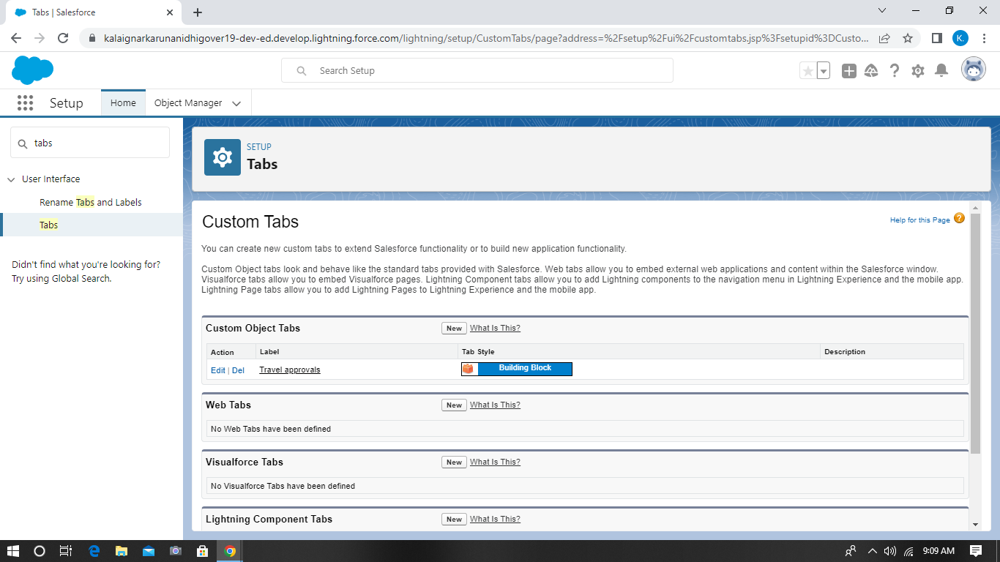 Tabs | Salesforce
kalaignarkarunanidhigover19-dev-ed.develop.lightning.force.com/lightning/setup/CustomTabs/page?address=%2Fsetup%2Fui%2Fcustomtabs.jsp%3Fsetupid%3DCusto...
K.
Search Setup
Setup
Home
Object Manager
tabs
User Interface
Rename Tabs and Labels
Tabs
Didn't find what you're looking for?
Try using Global Search.
SETUP
Tabs
Custom Tabs
Help for this Page ?
You can create new custom tabs to extend Salesforce functionality or to build new application functionality.
Custom Object tabs look and behave like the standard tabs provided with Salesforce. Web tabs allow you to embed external web applications and content within the Salesforce window.
Visualforce tabs allow you to embed Visualforce pages. Lightning Component tabs allow you to add Lightning components to the navigation menu in Lightning Experience and the mobile app.
Lightning Page tabs allow you to add Lightning Pages to Lightning Experience and the mobile app.
Custom Object Tabs New What Is This?
Action Label Tab Style Description
Edit | Del Travel approvals Building Block
Web Tabs New What Is This?
No Web Tabs have been defined
Visualforce Tabs New What Is This?
No Visualforce Tabs have been defined
Lightning Component Tabs New What Is This?
9:09 AM